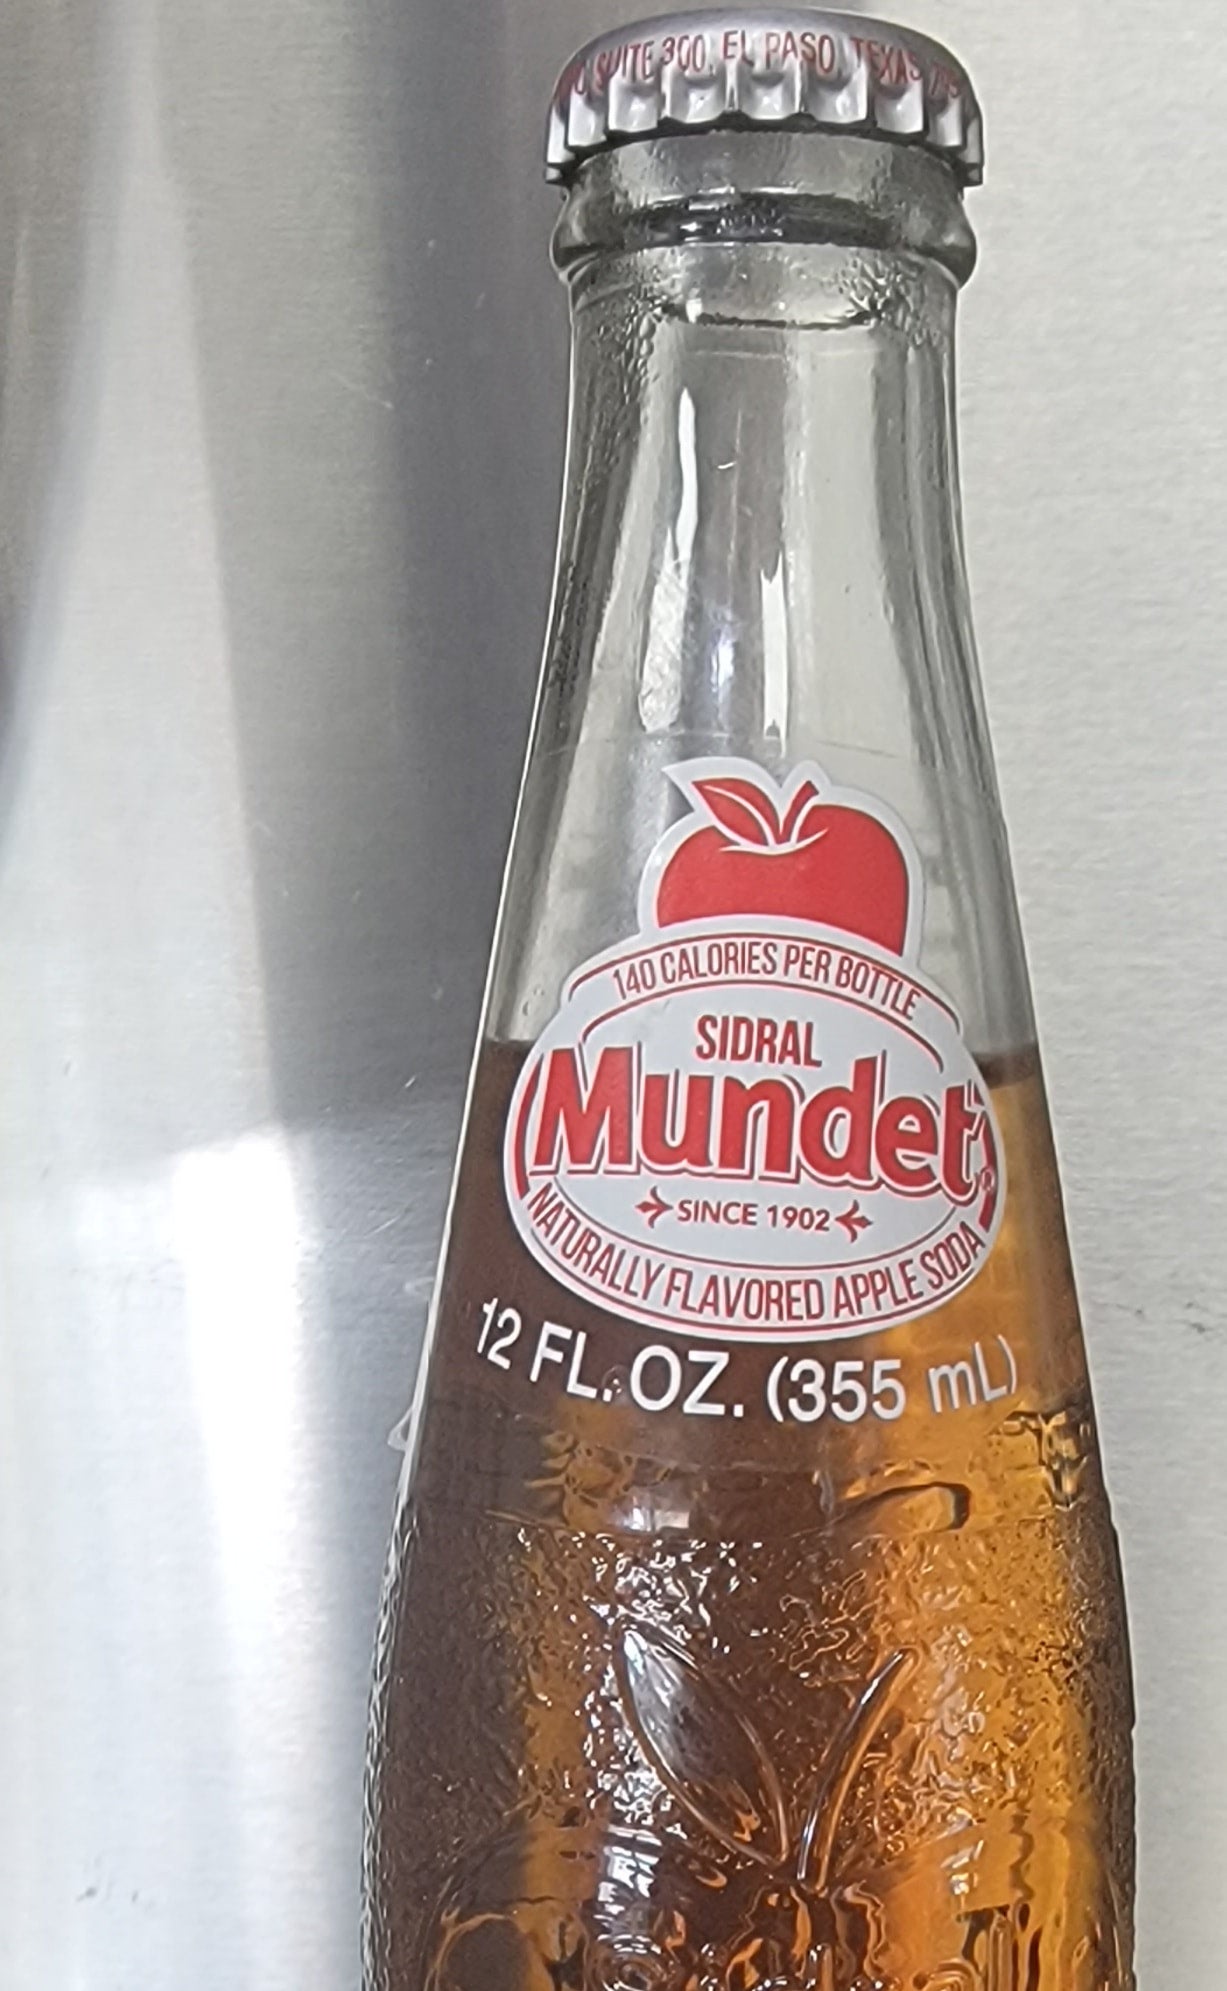 SUITE 300, EL PASO, TEXAS
140 CALORIES PER BOTTLE
SIDRAL
Mundet®
SINCE 1902
NATURALLY FLAVORED APPLE SODA
12 FL. OZ. (355 mL)